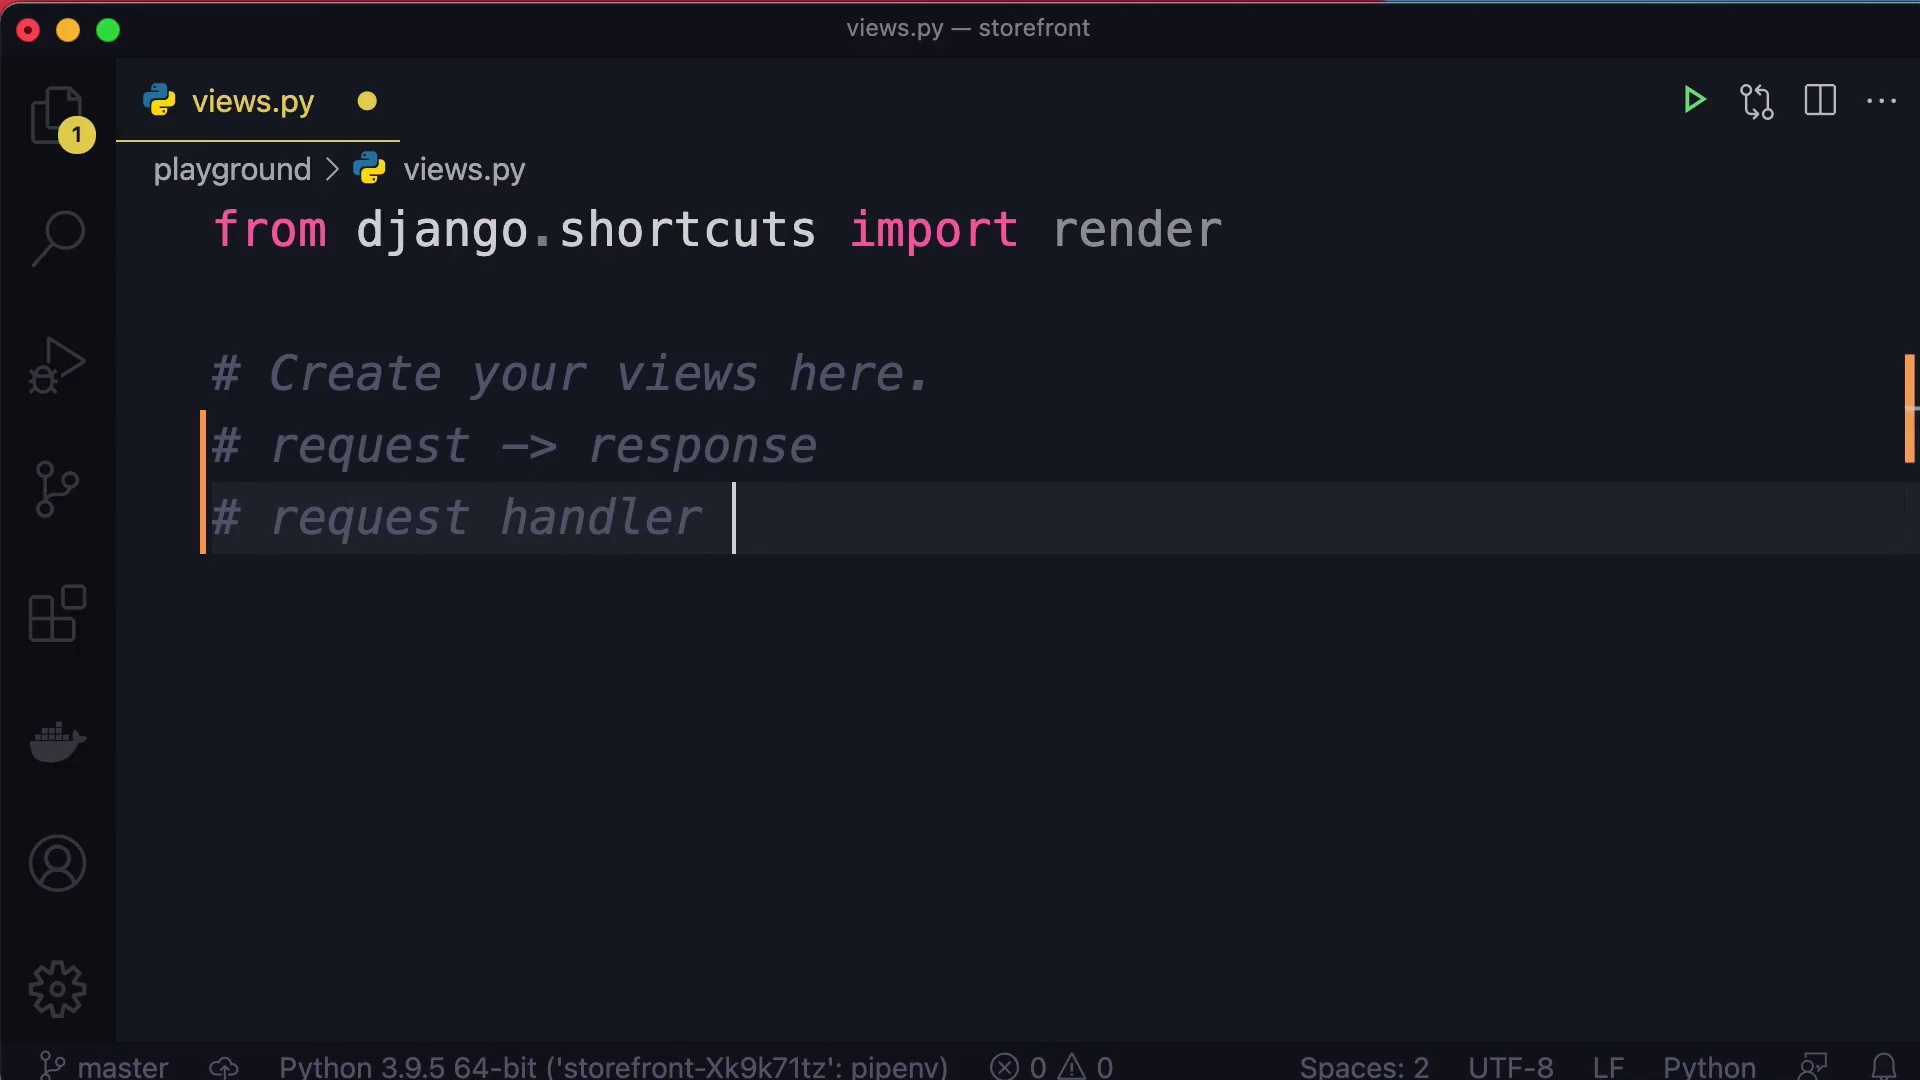 views.py — storefront
views.py
1
playground > views.py
from django.shortcuts import render
# Create your views here.
# request -> response
# request handler
master Python 3.9.5 64-bit ('storefront-Xk9k71tz': pipenv) 0 0 Spaces: 2 UTF-8 LF Python